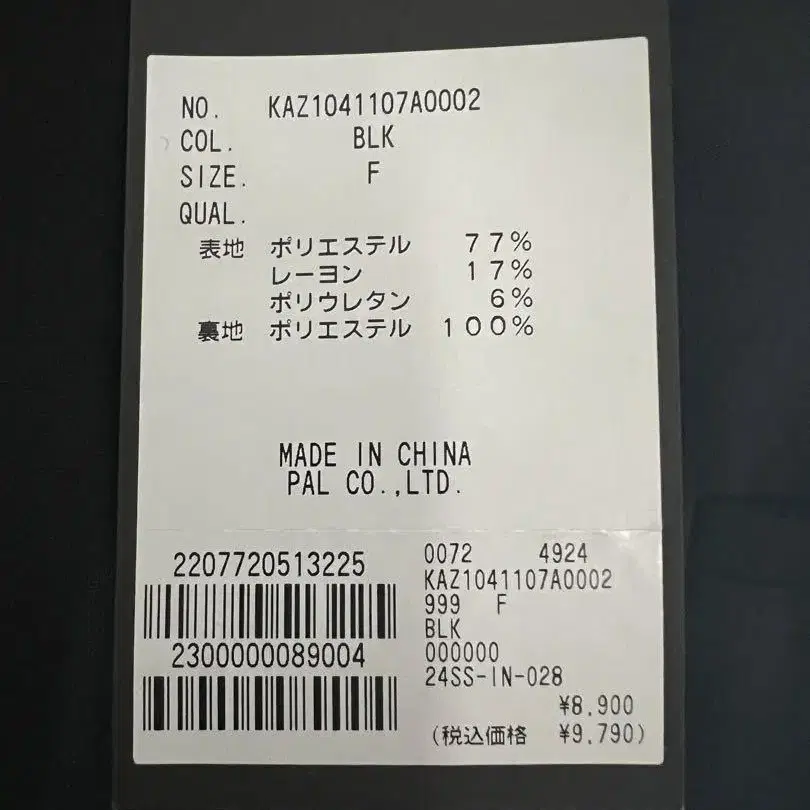 NO. KAZ1041107A0002
COL. BLK
SIZE. F
QUAL.
表地 ポリエステル 77%
レーヨン 17%
ポリウレタン 6%
裏地 ポリエステル 100%
MADE IN CHINA
PAL CO.,LTD.
2207720513225
2300000089004
0072 4924
KAZ1041107A0002
999 F
BLK
000000
24SS-IN-028
¥8,900
(税込価格 ¥9,790)